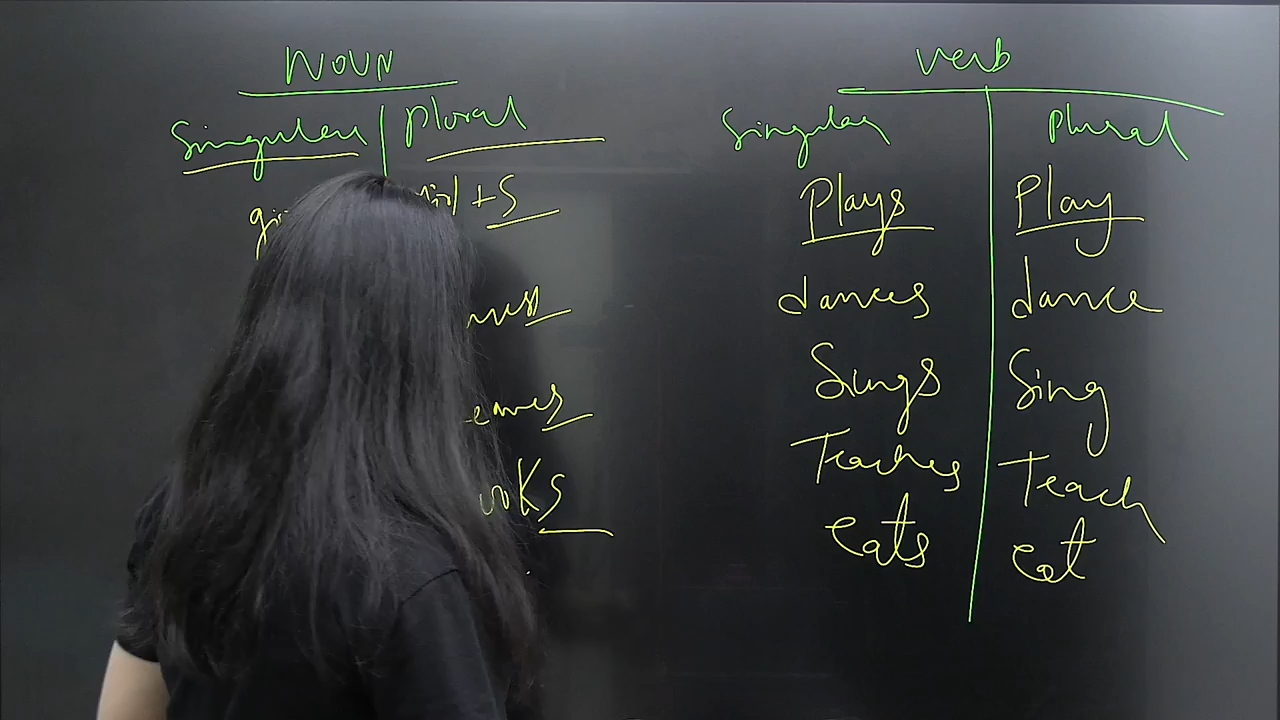 NOUN
Singular plural
+ S
Verb
Singular Plural
Plays Play
dances dance
Sings Sing
Teaches Teach
eats eat